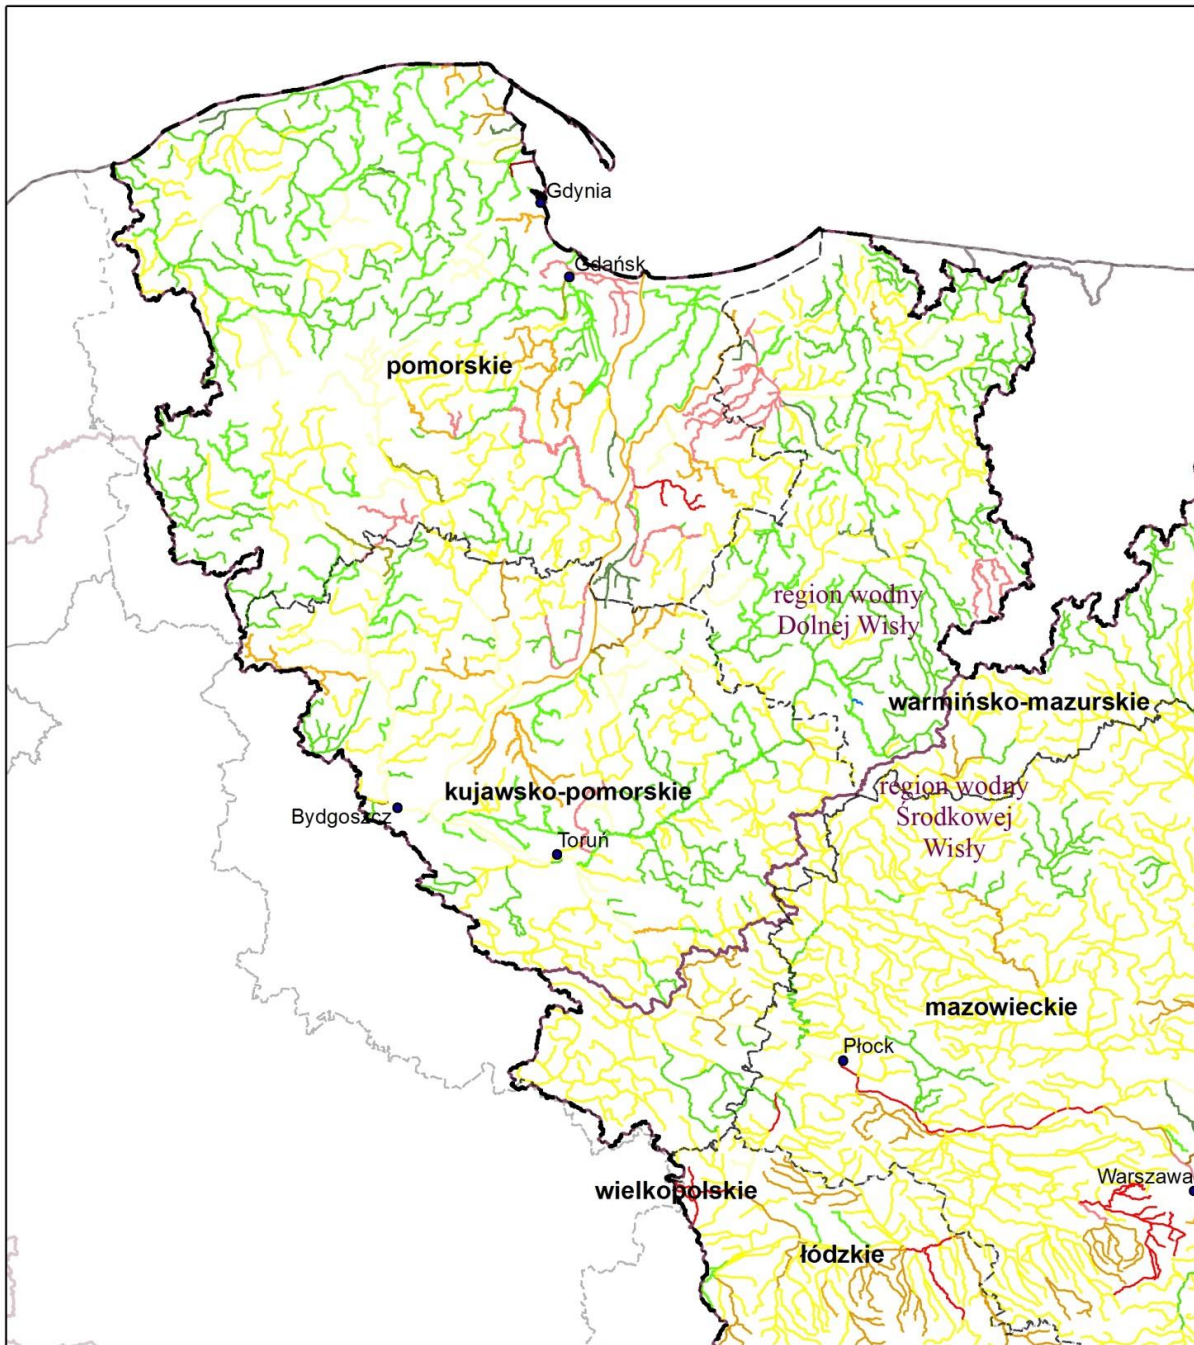 Gdynia
Gdańsk
pomorskie
region wodny
Dolnej Wisły
warmińsko-mazurskie
region wodny
Środkowej
Wisły
kujawsko-pomorskie
Bydgoszcz
Toruń
mazowieckie
Płock
Warszawa
wielkopolskie
łódzkie